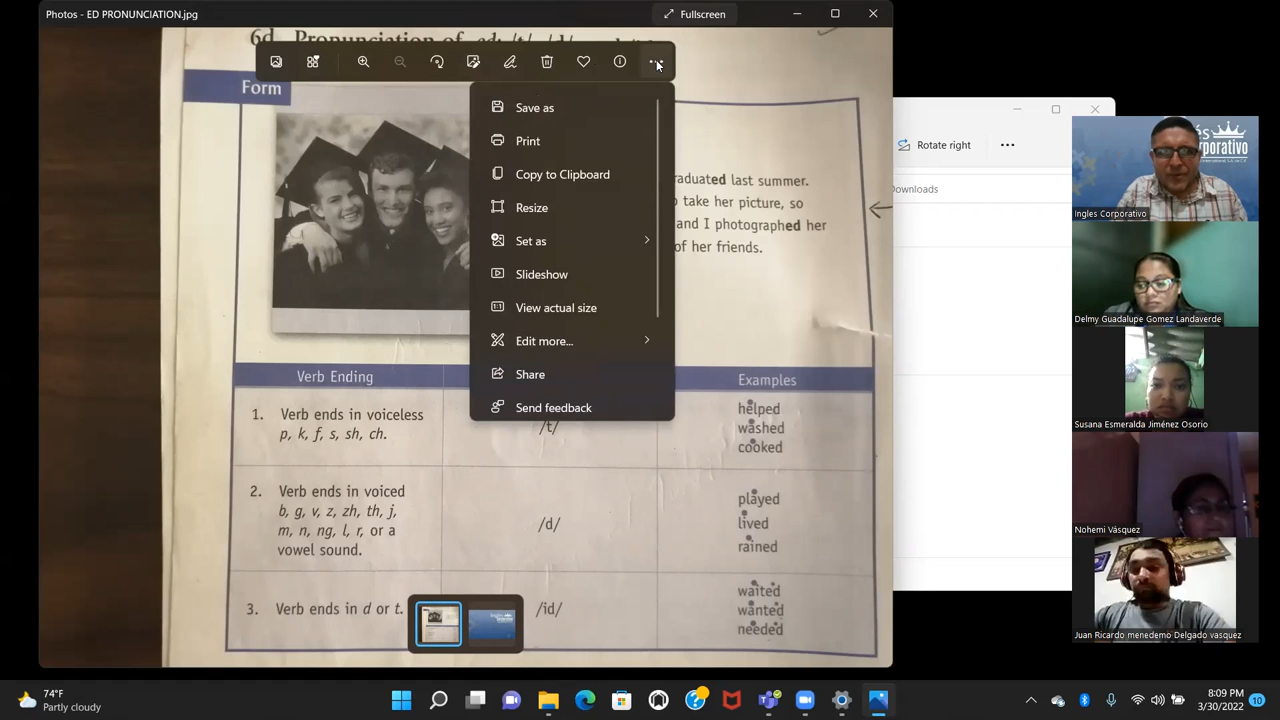 Photos - ED PRONUNCIATION.jpg
Fullscreen
6d Pronunciation of
Form
Save as
Print
Copy to Clipboard
Resize
Set as
Slideshow
View actual size
Edit more...
Share
Send feedback
raduated last summer.
take her picture, so
and I photographed her
of her friends.
Rotate right
ownloads
Verb Ending
Examples
1. Verb ends in voiceless
p, k, f, s, sh, ch.
/t/
helped
washed
cooked
2. Verb ends in voiced
b, g, v, z, zh, th, j,
m, n, ng, l, r, or a
vowel sound.
/d/
played
lived
rained
3. Verb ends in d or t.
/id/
waited
wanted
needed
Corporativo
Ingles Corporativo
Delmy Guadalupe Gomez Landaverde
Susana Esmeralda Jiménez Osorio
Nohemi Vásquez
Juan Ricardo menedemo Delgado vasquez
74°F
Partly cloudy
8:09 PM
3/30/2022
10